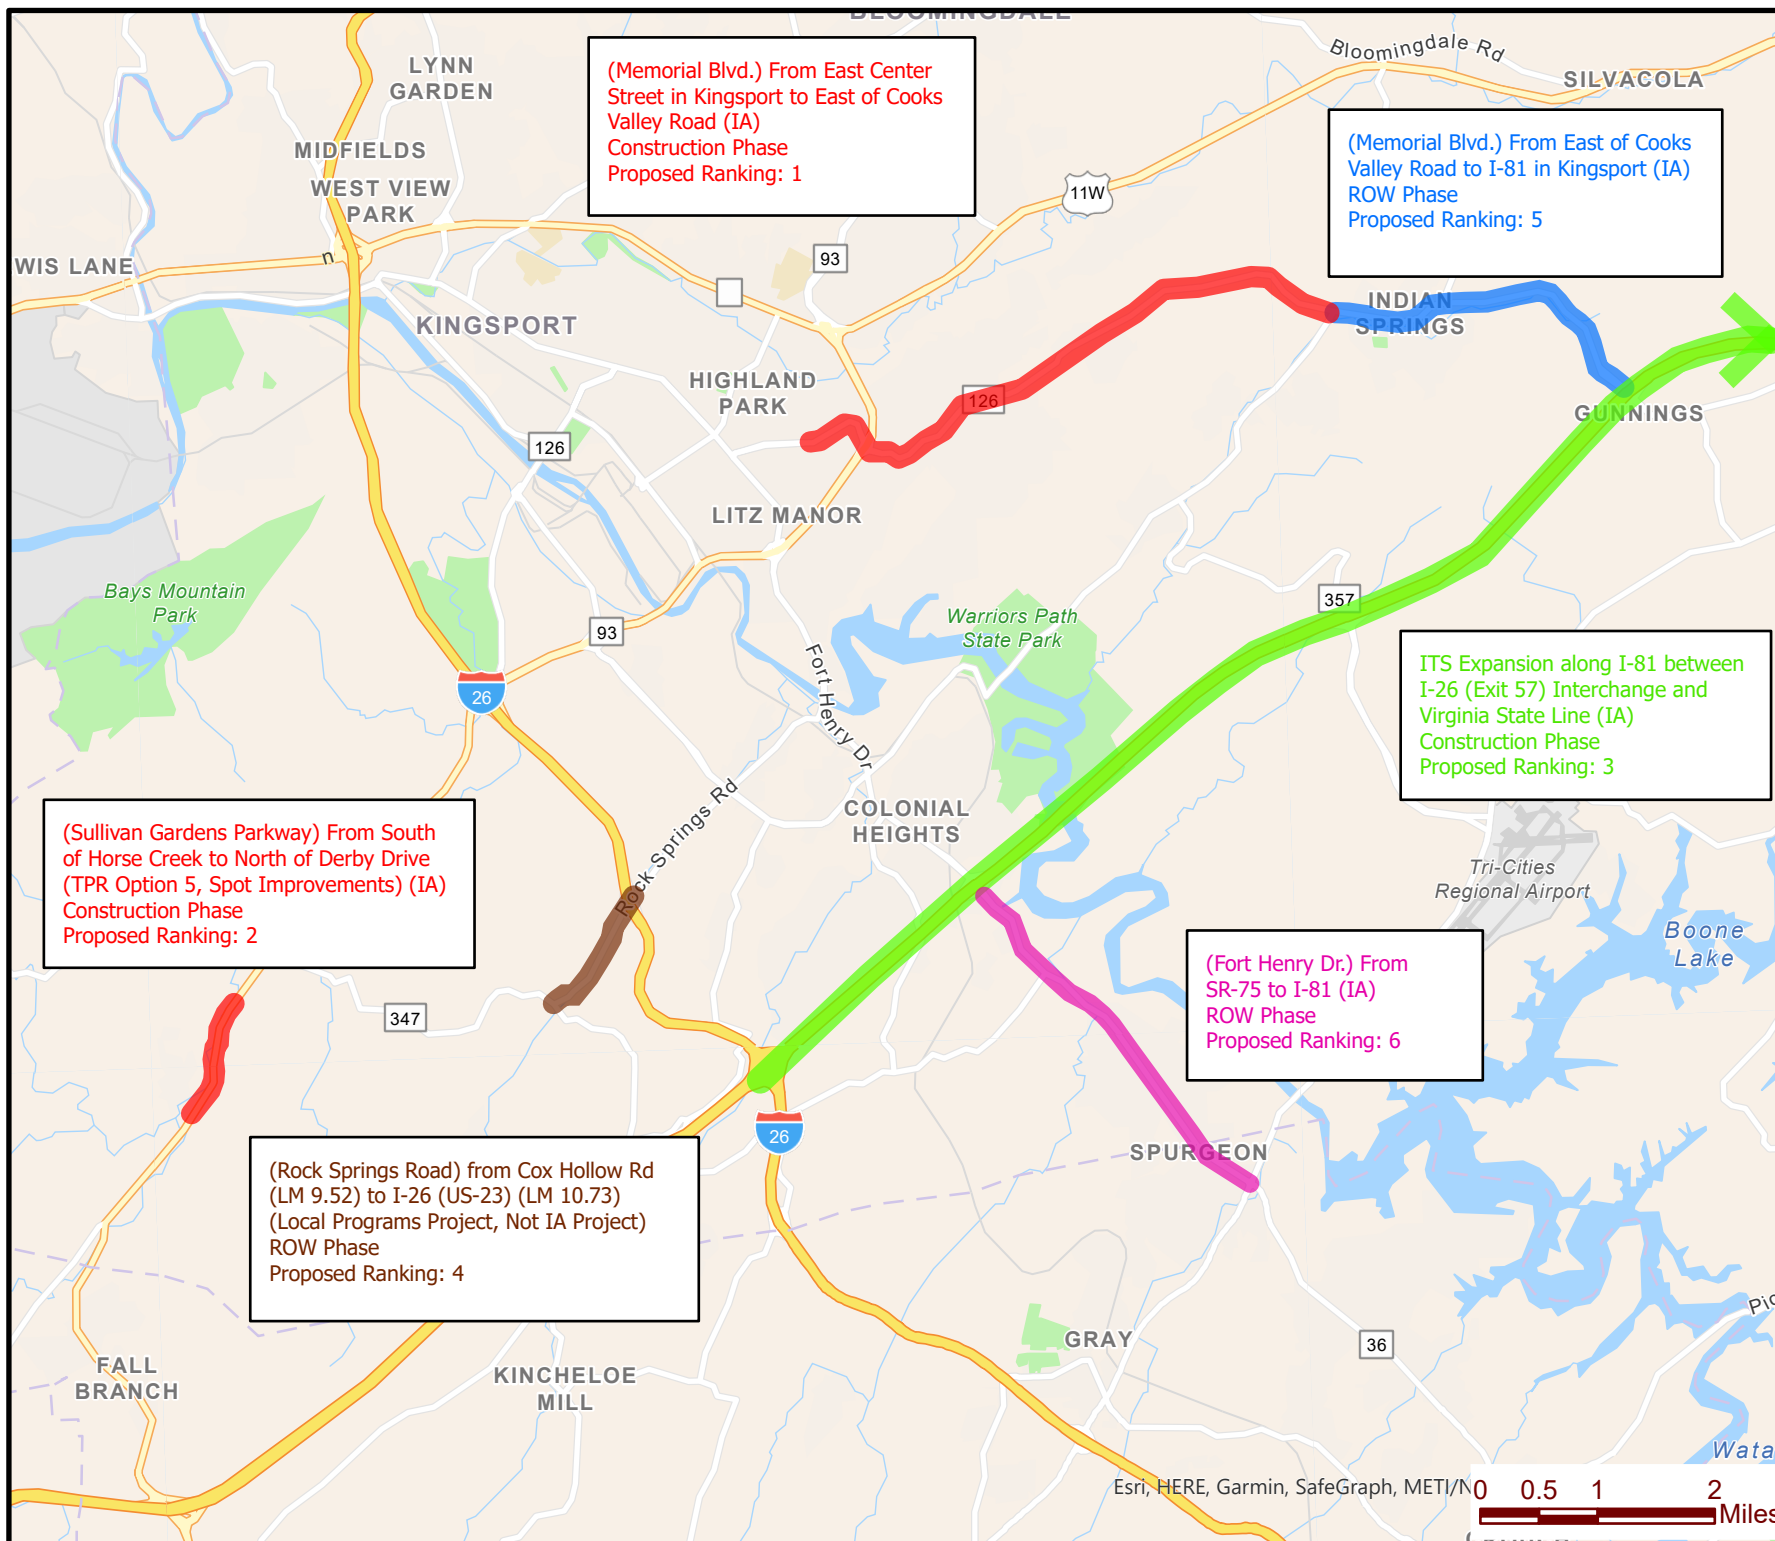 BLOOMINGDALE
LYNN
GARDEN
Bloomingdale Rd
SILVACOLA
(Memorial Blvd.) From East Center
Street in Kingsport to East of Cooks
Valley Road (IA)
Construction Phase
Proposed Ranking: 1
(Memorial Blvd.) From East of Cooks
Valley Road to I-81 in Kingsport (IA)
ROW Phase
Proposed Ranking: 5
MIDFIELDS
WEST VIEW
PARK
11W
WIS LANE
n
93
KINGSPORT
INDIAN
SPRINGS
HIGHLAND
PARK
126
GUNNINGS
126
LITZ MANOR
Bays Mountain
Park
93
Warriors Path
State Park
357
26
Fort Henry Dr
ITS Expansion along I-81 between
I-26 (Exit 57) Interchange and
Virginia State Line (IA)
Construction Phase
Proposed Ranking: 3
Rock Springs Rd
COLONIAL
HEIGHTS
(Sullivan Gardens Parkway) From South
of Horse Creek to North of Derby Drive
(TPR Option 5, Spot Improvements) (IA)
Construction Phase
Proposed Ranking: 2
Tri-Cities
Regional Airport
Boone
Lake
(Fort Henry Dr.) From
SR-75 to I-81 (IA)
ROW Phase
Proposed Ranking: 6
347
26
SPURGEON
(Rock Springs Road) from Cox Hollow Rd
(LM 9.52) to I-26 (US-23) (LM 10.73)
(Local Programs Project, Not IA Project)
ROW Phase
Proposed Ranking: 4
Pic
GRAY
36
FALL
BRANCH
KINCHELOE
MILL
Wata
Esri, HERE, Garmin, SafeGraph, METI/N
0 0.5 1 2
Miles